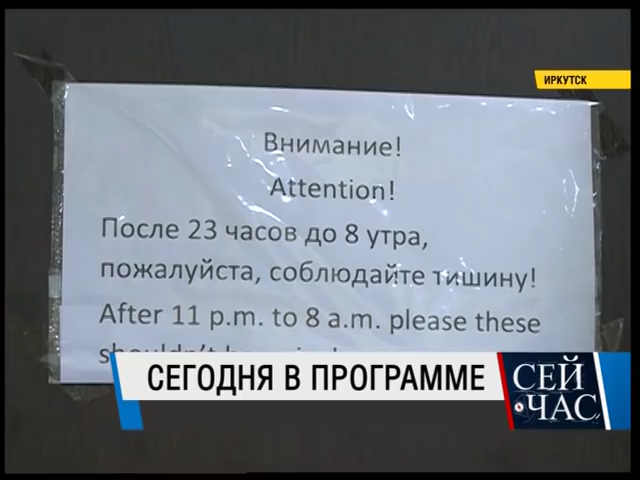 ИРКУТСК
Внимание!
Attention!
После 23 часов до 8 утра,
пожалуйста, соблюдайте тишину!
After 11 p.m. to 8 a.m. please these
СЕГОДНЯ В ПРОГРАММЕ
СЕЙ
ЧАС